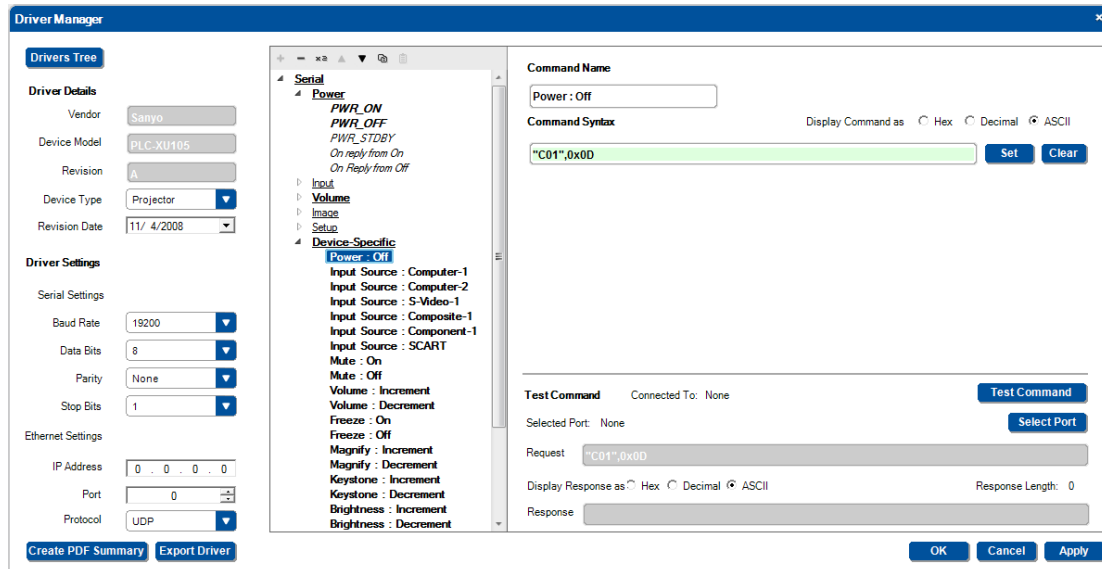 Driver Manager
×
Drivers Tree
Driver Details
Vendor Sanyo
Device Model PLC-XU105
Revision A
Device Type Projector
Revision Date 11/ 4/2008
Driver Settings
Serial Settings
Baud Rate 19200
Data Bits 8
Parity None
Stop Bits 1
Ethernet Settings
IP Address 0 . 0 . 0 . 0
Port 0
Protocol UDP
Create PDF Summary Export Driver
Serial
Power
PWR_ON
PWR_OFF
PWR_STDBY
On reply from On
On Reply from Off
Input
Volume
Image
Setup
Device-Specific
Power : Off
Input Source : Computer-1
Input Source : Computer-2
Input Source : S-Video-1
Input Source : Composite-1
Input Source : Component-1
Input Source : SCART
Mute : On
Mute : Off
Volume : Increment
Volume : Decrement
Freeze : On
Freeze : Off
Magnify : Increment
Magnify : Decrement
Keystone : Increment
Keystone : Decrement
Brightness : Increment
Brightness : Decrement
Command Name
Power : Off
Command Syntax Display Command as Hex Decimal ASCII
"C01",0x0D Set Clear
Test Command Connected To: None Test Command
Selected Port: None Select Port
Request "C01",0x0D
Display Response as Hex Decimal ASCII Response Length: 0
Response
OK Cancel Apply